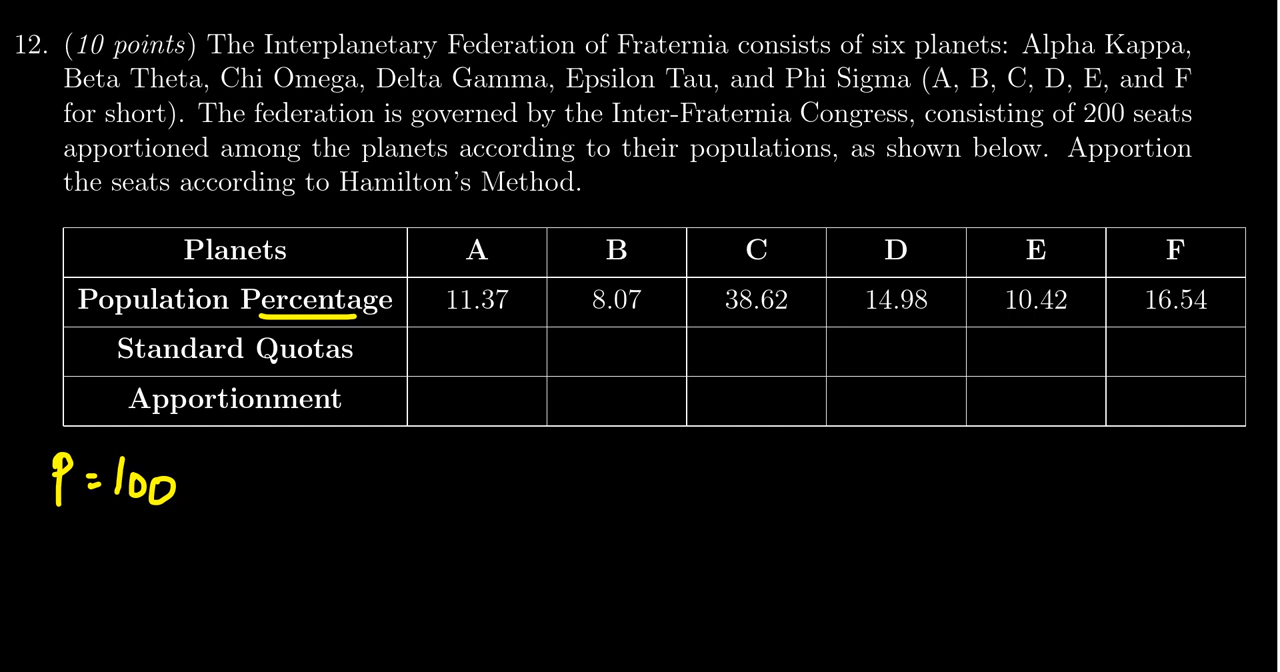 12. (10 points) The Interplanetary Federation of Fraternia consists of six planets: Alpha Kappa,
Beta Theta, Chi Omega, Delta Gamma, Epsilon Tau, and Phi Sigma (A, B, C, D, E, and F
for short). The federation is governed by the Inter-Fraternia Congress, consisting of 200 seats
apportioned among the planets according to their populations, as shown below. Apportion
the seats according to Hamilton's Method.
Planets A B C D E F
Population Percentage 11.37 8.07 38.62 14.98 10.42 16.54
Standard Quotas
Apportionment
P = 100